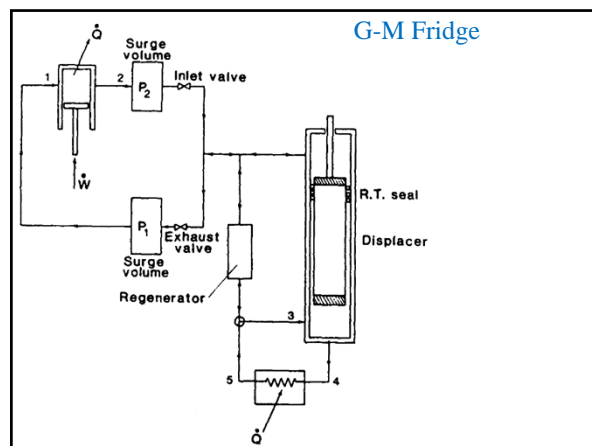 G-M Fridge
Q̇
Surge
volume
1
2
P2
Inlet valve
Ẇ
P1
Exhaust
valve
Surge
volume
Regenerator
R.T. seal
Displacer
3
5
4
Q̇